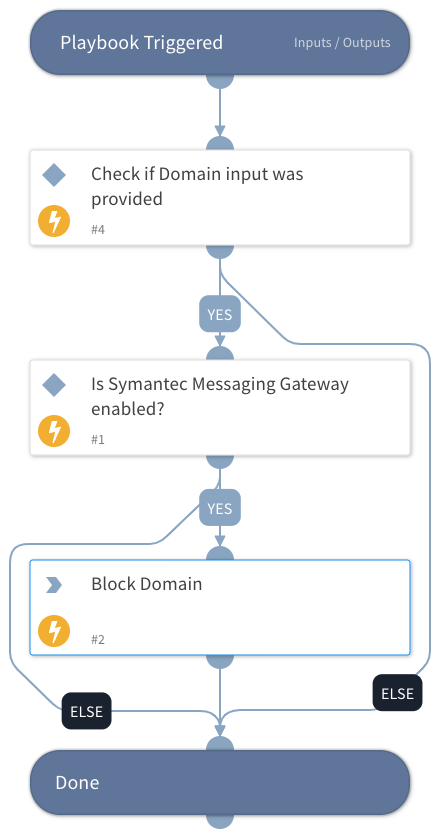 Playbook Triggered Inputs / Outputs
Check if Domain input was
provided
#4
YES
Is Symantec Messaging Gateway
enabled?
#1
YES
Block Domain
#2
ELSE
ELSE
Done